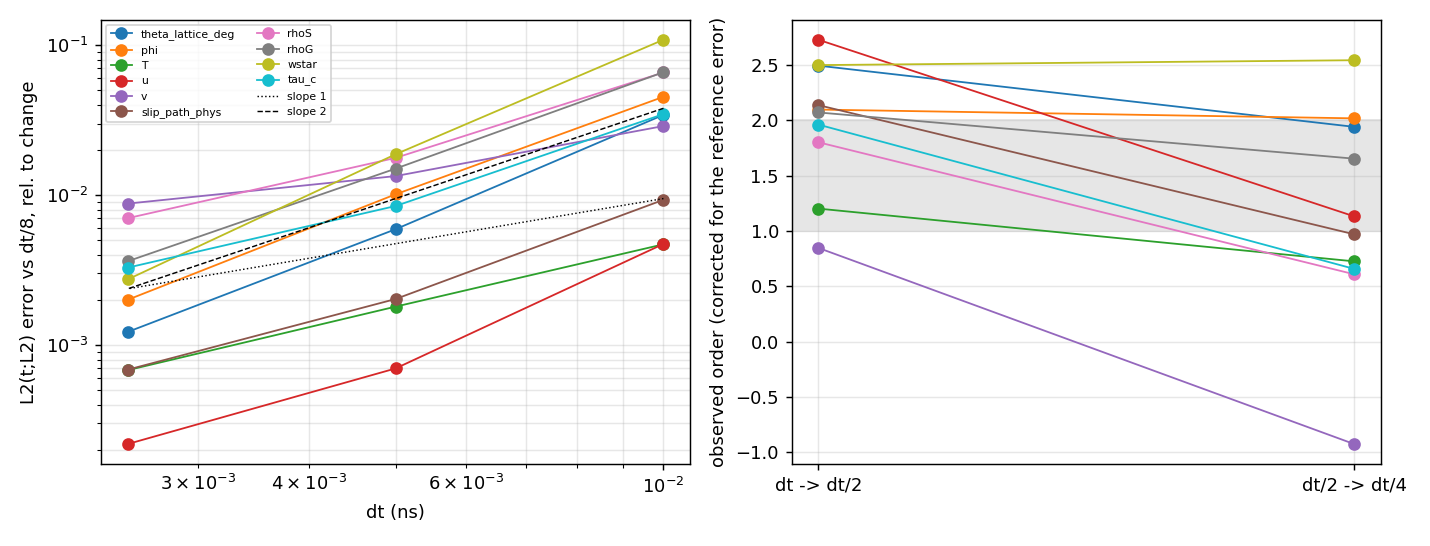 L2(t;L2) error vs dt/8, rel. to change
10⁻¹
10⁻²
10⁻³
theta_lattice_deg
phi
T
u
v
slip_path_phys
rhoS
rhoG
wstar
tau_c
slope 1
slope 2
3 × 10⁻³
4 × 10⁻³
6 × 10⁻³
10⁻²
dt (ns)
observed order (corrected for the reference error)
2.5
2.0
1.5
1.0
0.5
0.0
−0.5
−1.0
dt -> dt/2
dt/2 -> dt/4